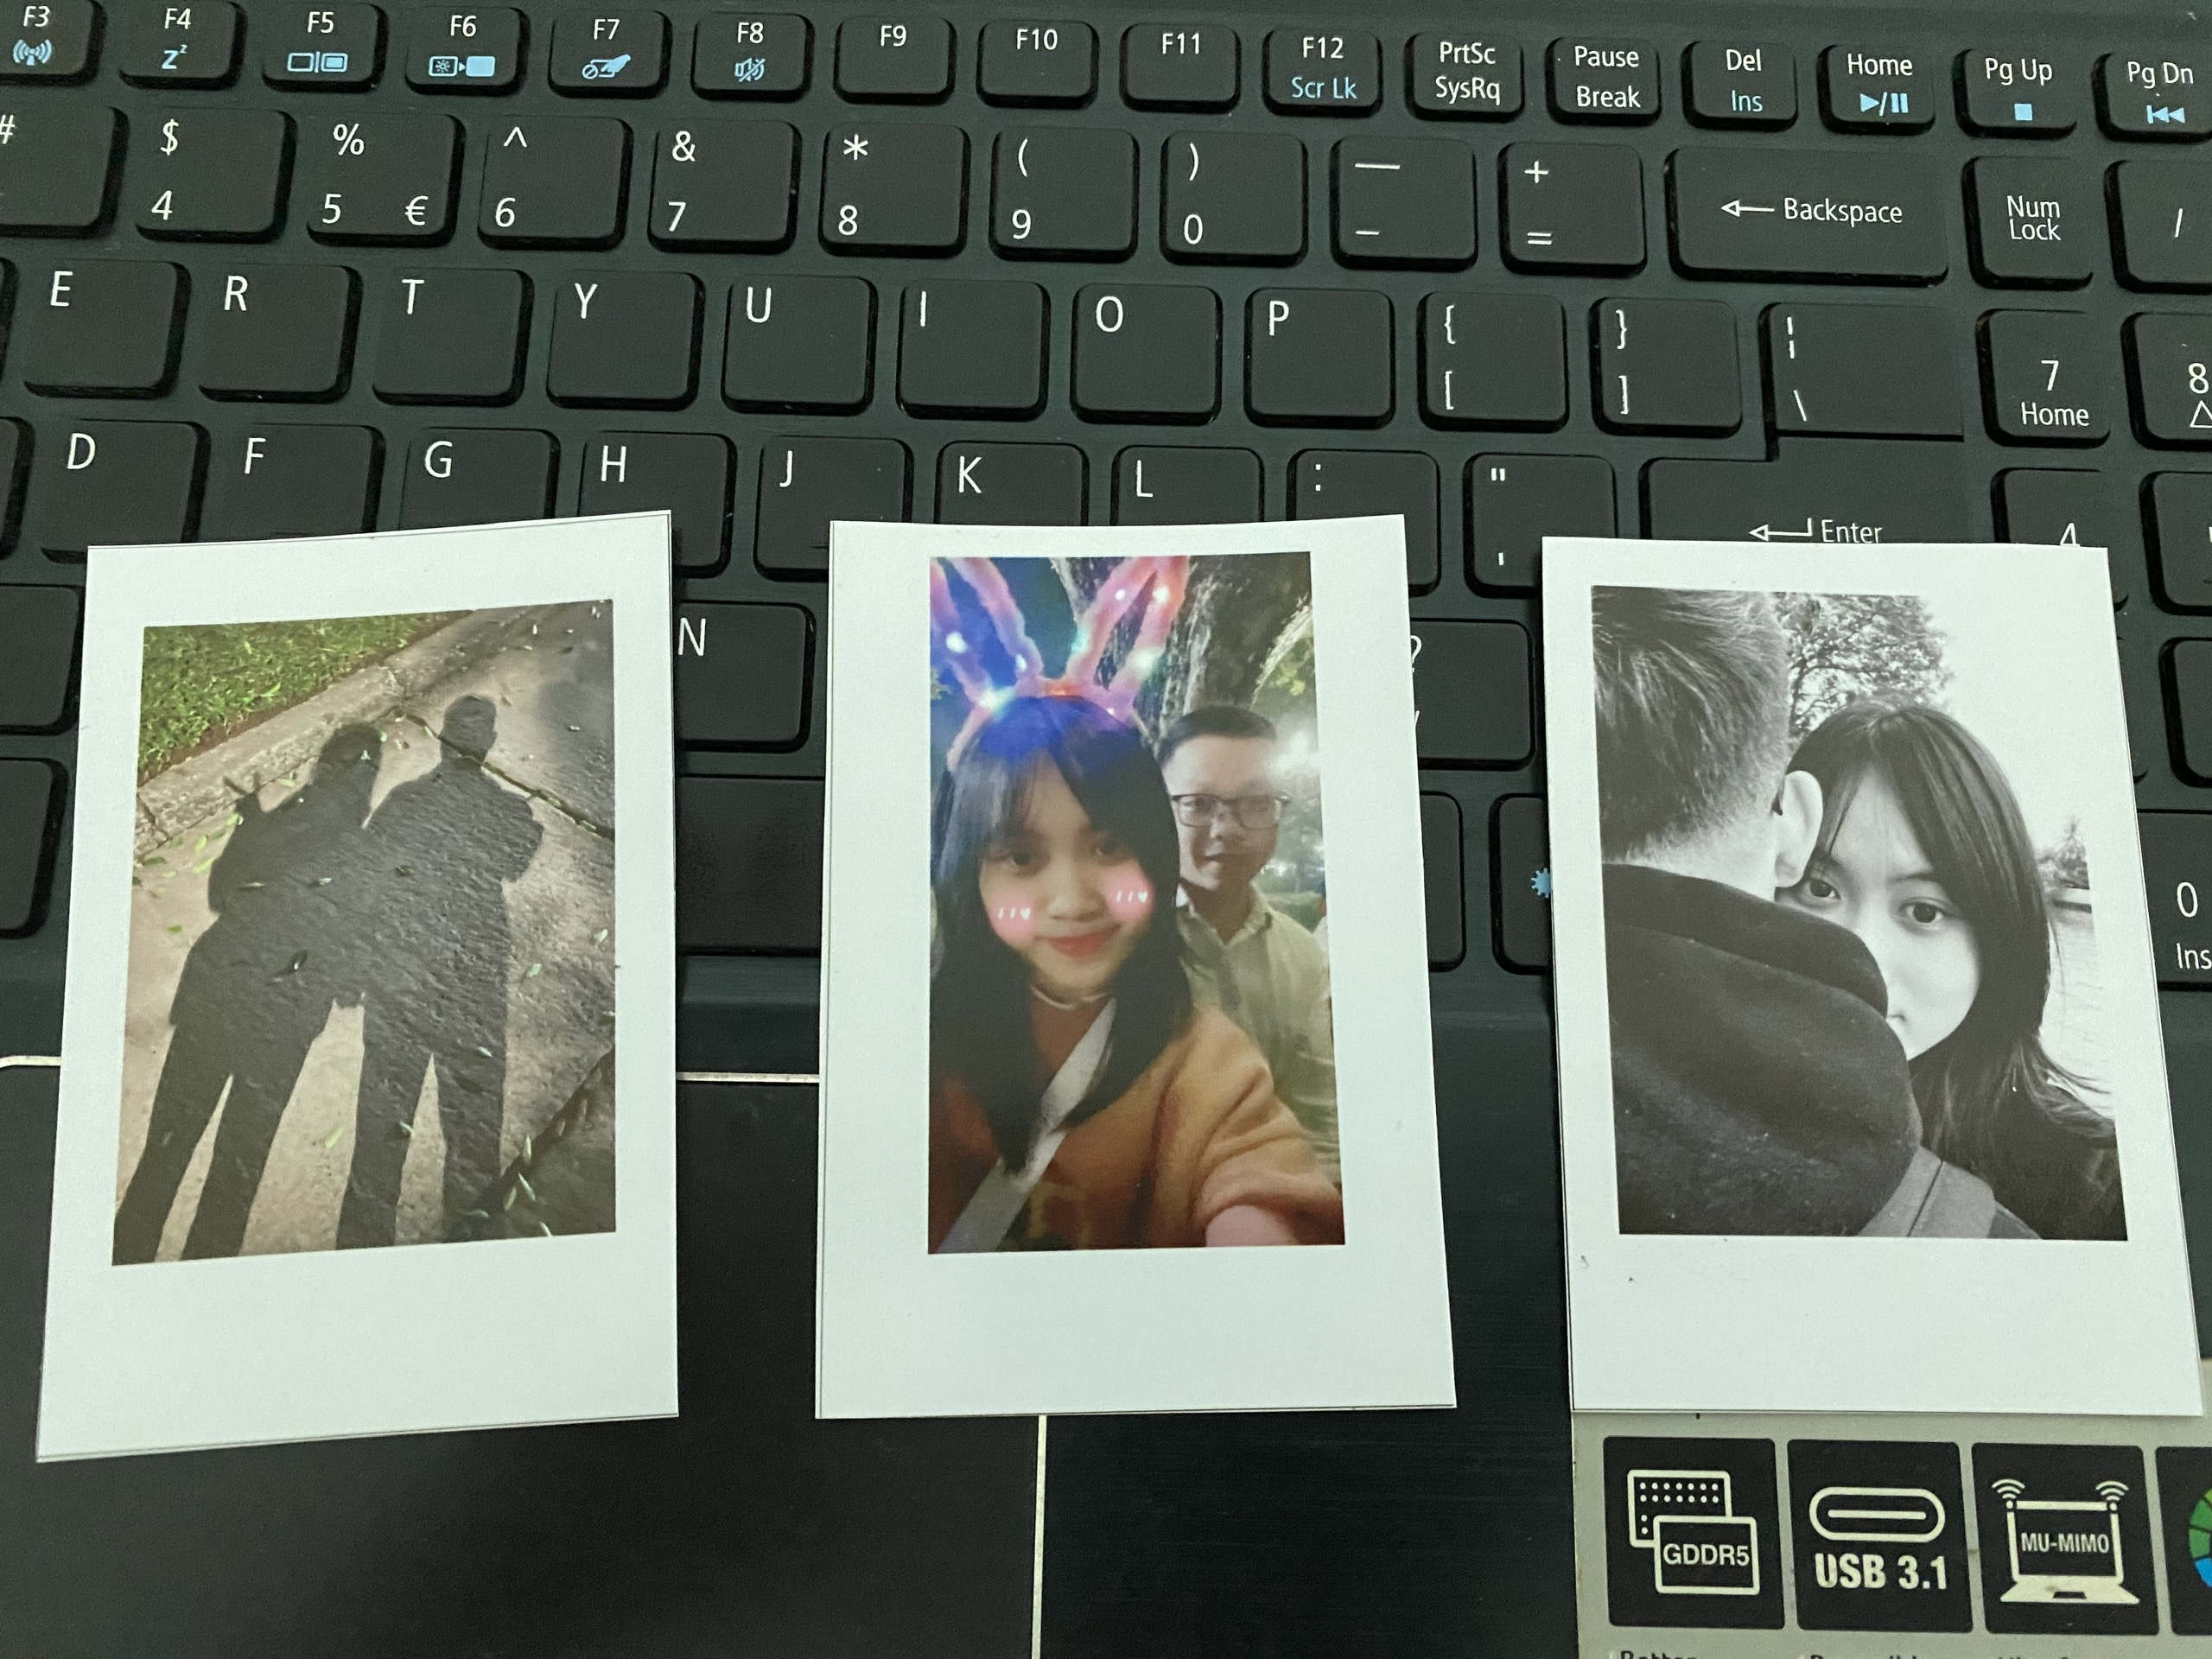 F3 F4 F5 F6 F7 F8 F9 F10 F11 F12 PrtSc Pause Del Home Pg Up Pg Dn
Zz Scr Lk SysRq Break Ins
# $ % ^ & * ( ) — + ← Backspace Num /
4 5 € 6 7 8 9 0 – = Lock
E R T Y U I O P { } ¦ 7 8
[ ] \ Home
D F G H J K L : " ← Enter 4
'
N ?
0
Ins
GDDR5 USB 3.1 MU-MIMO